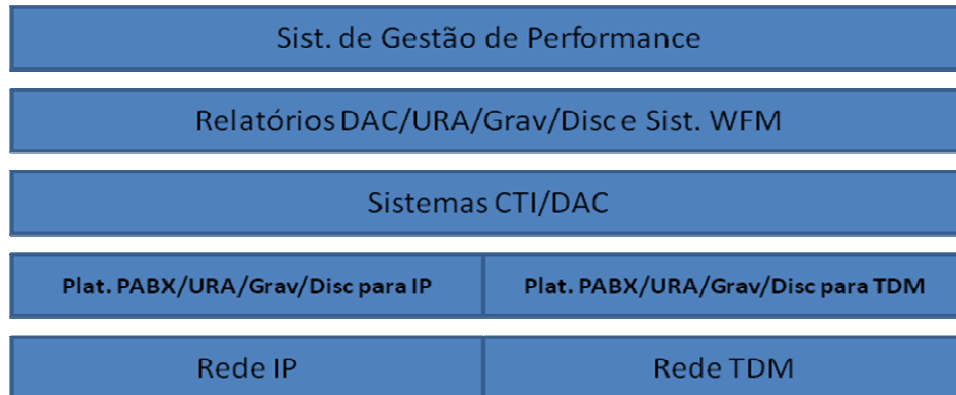 Sist. de Gestão de Performance
Relatórios DAC/URA/Grav/Disc e Sist. WFM
Sistemas CTI/DAC
Plat. PABX/URA/Grav/Disc para IP
Plat. PABX/URA/Grav/Disc para TDM
Rede IP
Rede TDM